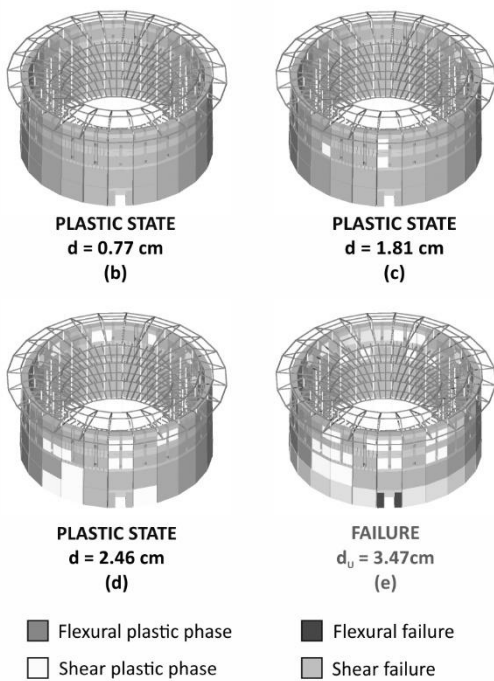 PLASTIC STATE
d = 0.77 cm
(b)
PLASTIC STATE
d = 1.81 cm
(c)
PLASTIC STATE
d = 2.46 cm
(d)
FAILURE
dᵤ = 3.47cm
(e)
Flexural plastic phase
Flexural failure
Shear plastic phase
Shear failure